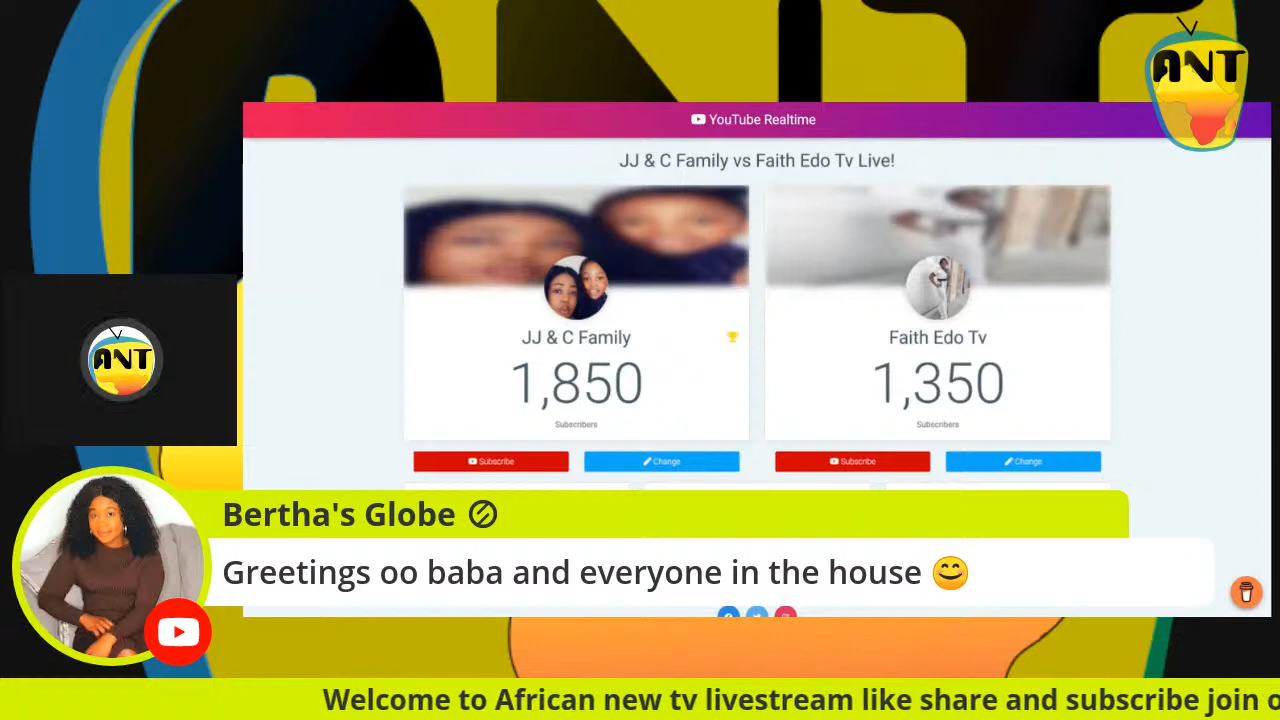 ANT
YouTube Realtime
JJ & C Family vs Faith Edo Tv Live!
JJ & C Family
1,850
Subscribers
Subscribe
Change
Faith Edo Tv
1,350
Subscribers
Subscribe
Change
ANT
Bertha's Globe
Greetings oo baba and everyone in the house 😊
Welcome to African new tv livestream like share and subscribe join